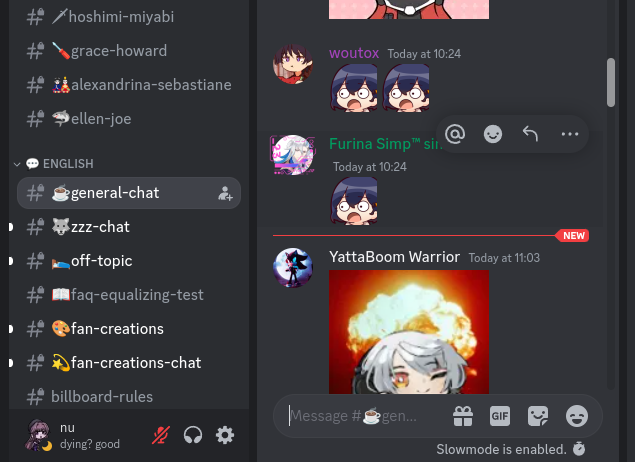 hoshimi-miyabi
grace-howard
alexandrina-sebastiane
ellen-joe
ENGLISH
general-chat
zzz-chat
off-topic
faq-equalizing-test
fan-creations
fan-creations-chat
billboard-rules
nu
dying? good
woutox Today at 10:24
Furina Simp™ sin
Today at 10:24
NEW
YattaBoom Warrior Today at 11:03
Message #☕gen...
GIF
Slowmode is enabled.